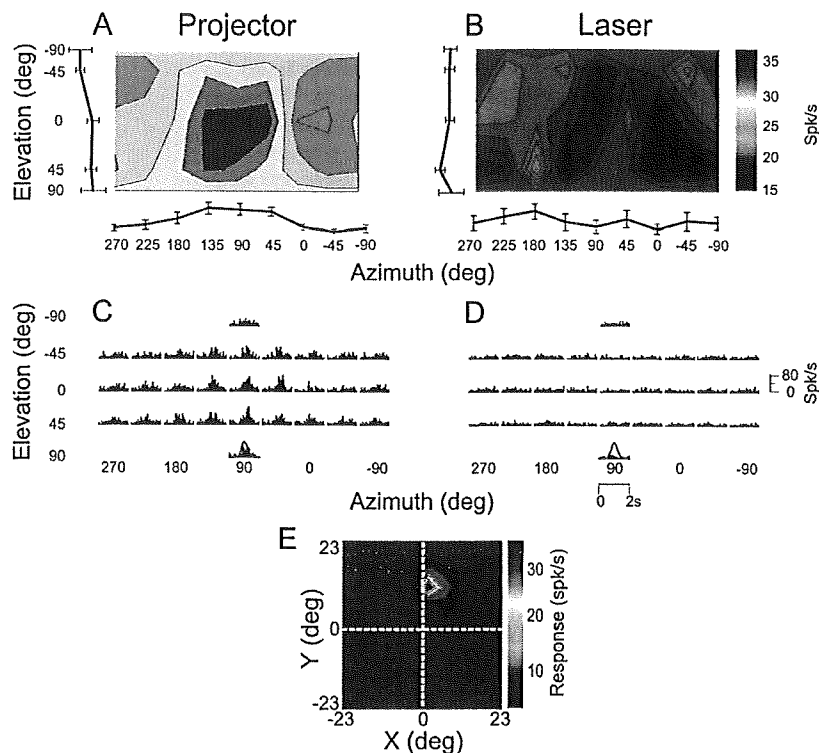 A Projector
B Laser
Elevation (deg)
-90
-45
0
45
90
35
30
25
20
15
Spk/s
270 225 180 135 90 45 0 -45 -90
270 225 180 135 90 45 0 -45 -90
Azimuth (deg)
C
D
Elevation (deg)
-90
-45
0
45
90
80
0
Spk/s
270 180 90 0 -90
270 180 90 0 -90
Azimuth (deg)
0 2s
E
Y (deg)
23
0
-23
-23 0 23
X (deg)
30
20
10
Response (spk/s)